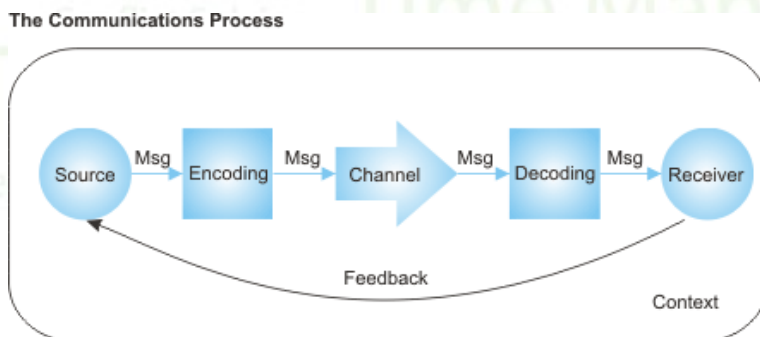 The Communications Process
Msg Msg Msg Msg
Source Encoding Channel Decoding Receiver
Feedback
Context